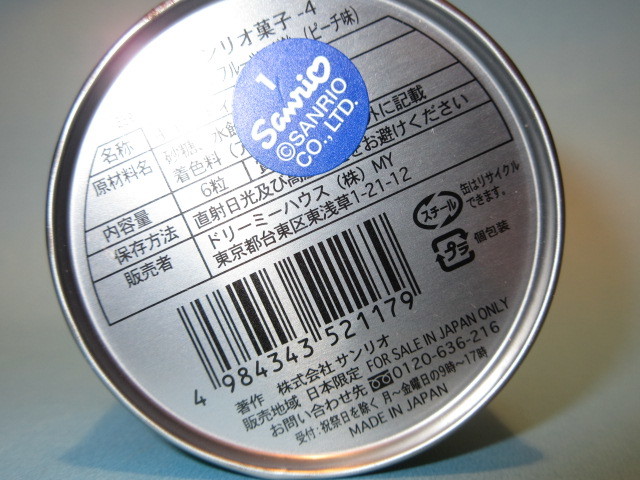 ンリオ菓子-4
フルーツ
(ピーチ味)
名称
原材料名
砂糖、水飴
外に記載
着色料
内容量
6粒
保存方法
直射日光及び高
をお避けください
販売者
ドリーミーハウス(株) MY
東京都台東区東浅草1-21-12
1
Sanrio
©SANRIO
CO., LTD.
スチール
缶はリサイクル
できます。
プラ
個包装
4 984343 521179
著作 株式会社サンリオ
販売地域 日本限定 FOR SALE IN JAPAN ONLY
お問い合わせ先 0120-636-216
受付:祝祭日を除く月~金曜日の9時~17時
MADE IN JAPAN